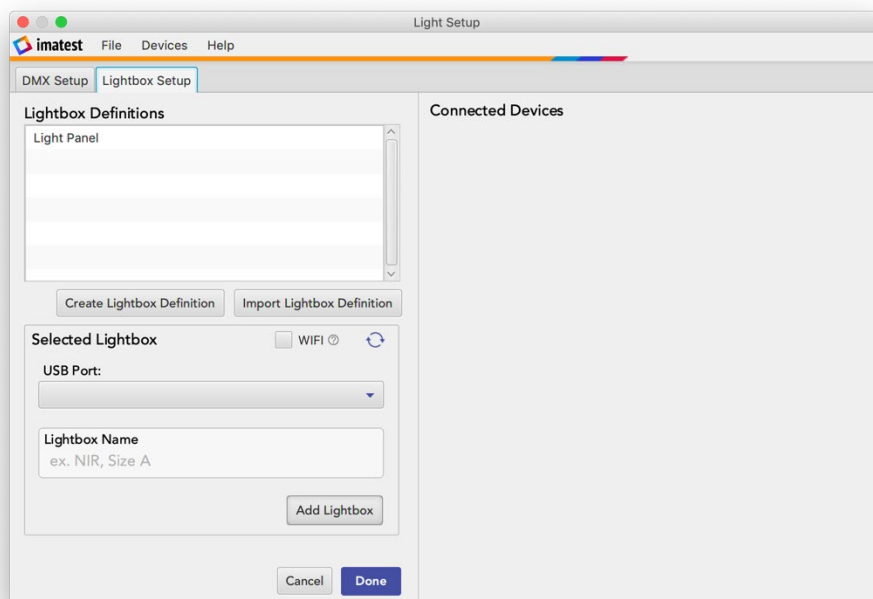 Light Setup
imatest File Devices Help
DMX Setup Lightbox Setup
Lightbox Definitions
Light Panel
Create Lightbox Definition Import Lightbox Definition
Selected Lightbox WIFI ?
USB Port:
Lightbox Name
ex. NIR, Size A
Add Lightbox
Cancel Done
Connected Devices